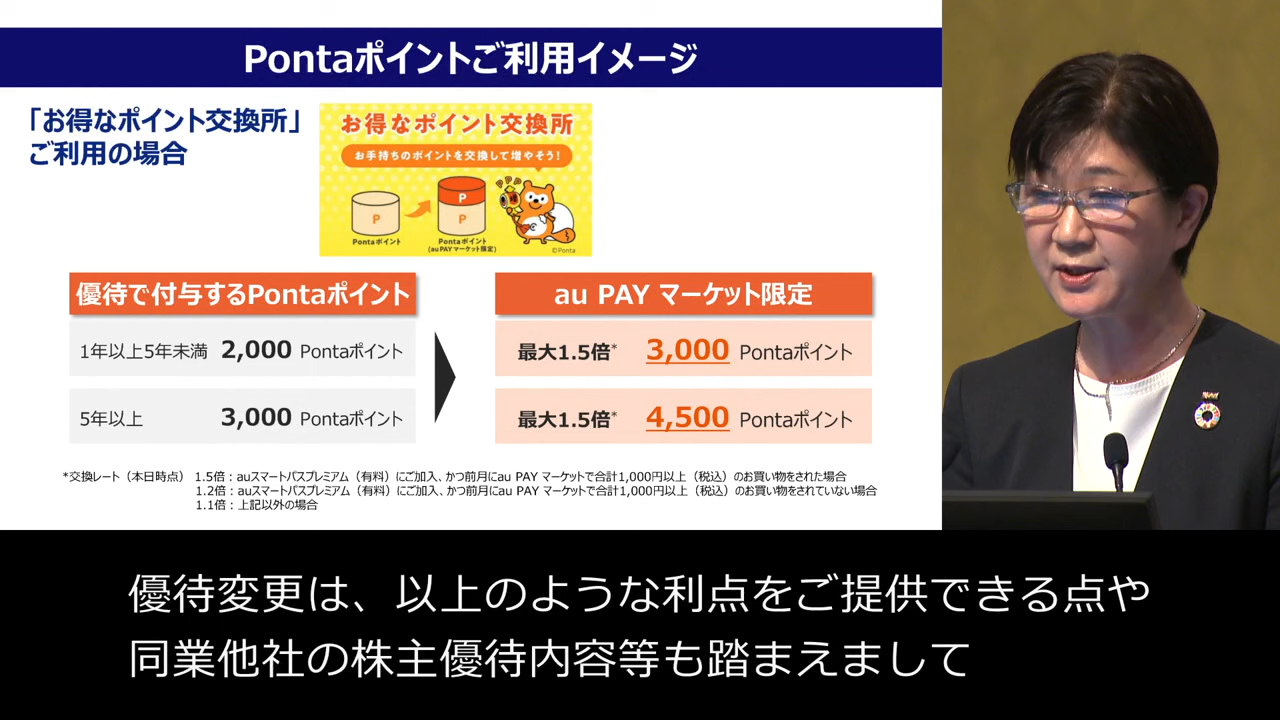 Pontaポイントご利用イメージ
「お得なポイント交換所」
ご利用の場合
お得なポイント交換所
お手持ちのポイントを交換して増やそう!
P
P
P
Pontaポイント
Pontaポイント
(au PAY マーケット限定)
©Ponta
優待で付与するPontaポイント
au PAY マーケット限定
1年以上5年未満 2,000 Pontaポイント
最大1.5倍* 3,000 Pontaポイント
5年以上 3,000 Pontaポイント
最大1.5倍* 4,500 Pontaポイント
*交換レート（本日時点） 1.5倍：auスマートパスプレミアム（有料）にご加入、かつ前月にau PAY マーケットで合計1,000円以上（税込）のお買い物をされた場合
1.2倍：auスマートパスプレミアム（有料）にご加入、かつ前月にau PAY マーケットで合計1,000円以上（税込）のお買い物をされていない場合
1.1倍：上記以外の場合
優待変更は、以上のような利点をご提供できる点や
同業他社の株主優待内容等も踏まえまして